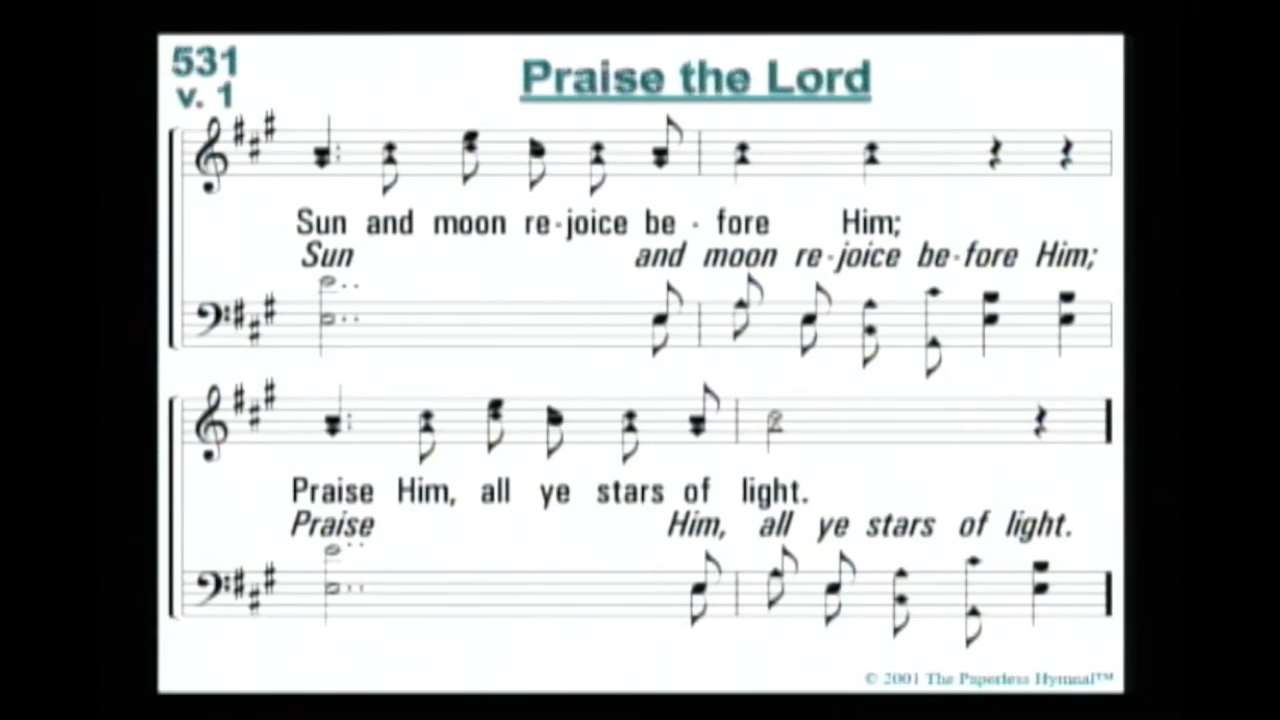 531
v. 1
Praise the Lord
Sun and moon re-joice be - fore Him;
Sun and moon re-joice be-fore Him;
Praise Him, all ye stars of light.
Praise Him, all ye stars of light.
© 2001 The Paperless Hymnal™